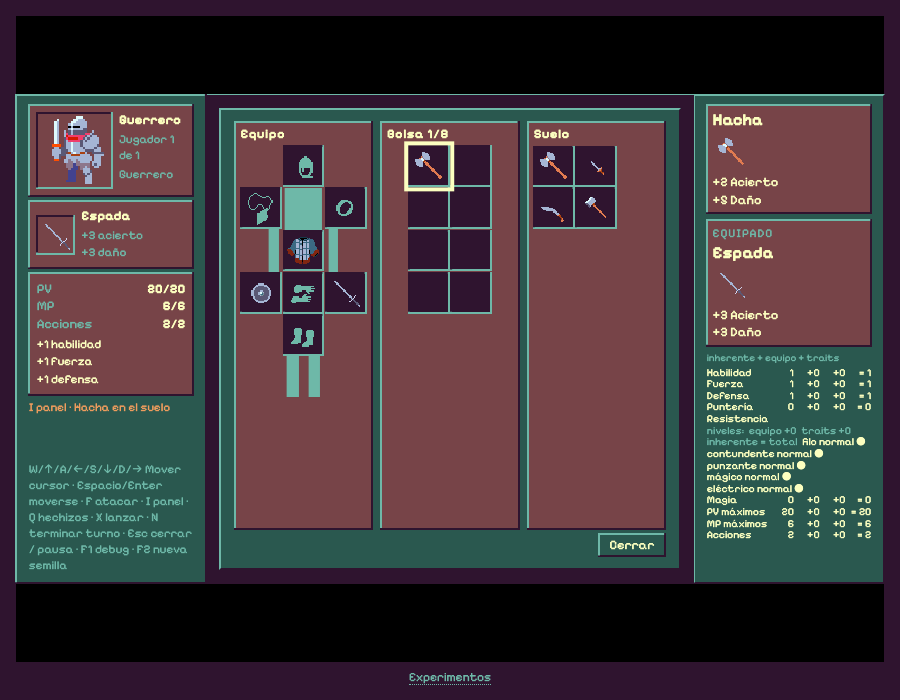 Guerrero
Jugador 1
de 1
Guerrero
Espada
+3 acierto
+3 daño
PV 20/20
MP 6/6
Acciones 2/2
+1 habilidad
+1 fuerza
+1 defensa
I panel · Hacha en el suelo
W/↑/A/←/S/↓/D/→ Mover
cursor · Espacio/Enter
moverse · F atacar · I panel ·
Q hechizos · X lanzar · N
terminar turno · Esc cerrar
/ pausa · F1 debug · F2 nueva
semilla
Equipo
Bolsa 1/8
Suelo
Cerrar
Hacha
+2 Acierto
+8 Daño
EQUIPADO
Espada
+3 Acierto
+3 Daño
inherente + equipo + traits
Habilidad 1 +0 +0 = 1
Fuerza 1 +0 +0 = 1
Defensa 1 +0 +0 = 1
Puntería 0 +0 +0 = 0
Resistencia
niveles: equipo +0 traits +0
inherente = total filo normal
contundente normal
punzante normal
mágico normal
eléctrico normal
Magia 0 +0 +0 = 0
PV máximos 20 +0 +0 = 20
MP máximos 6 +0 +0 = 6
Acciones 2 +0 +0 = 2
Experimentos